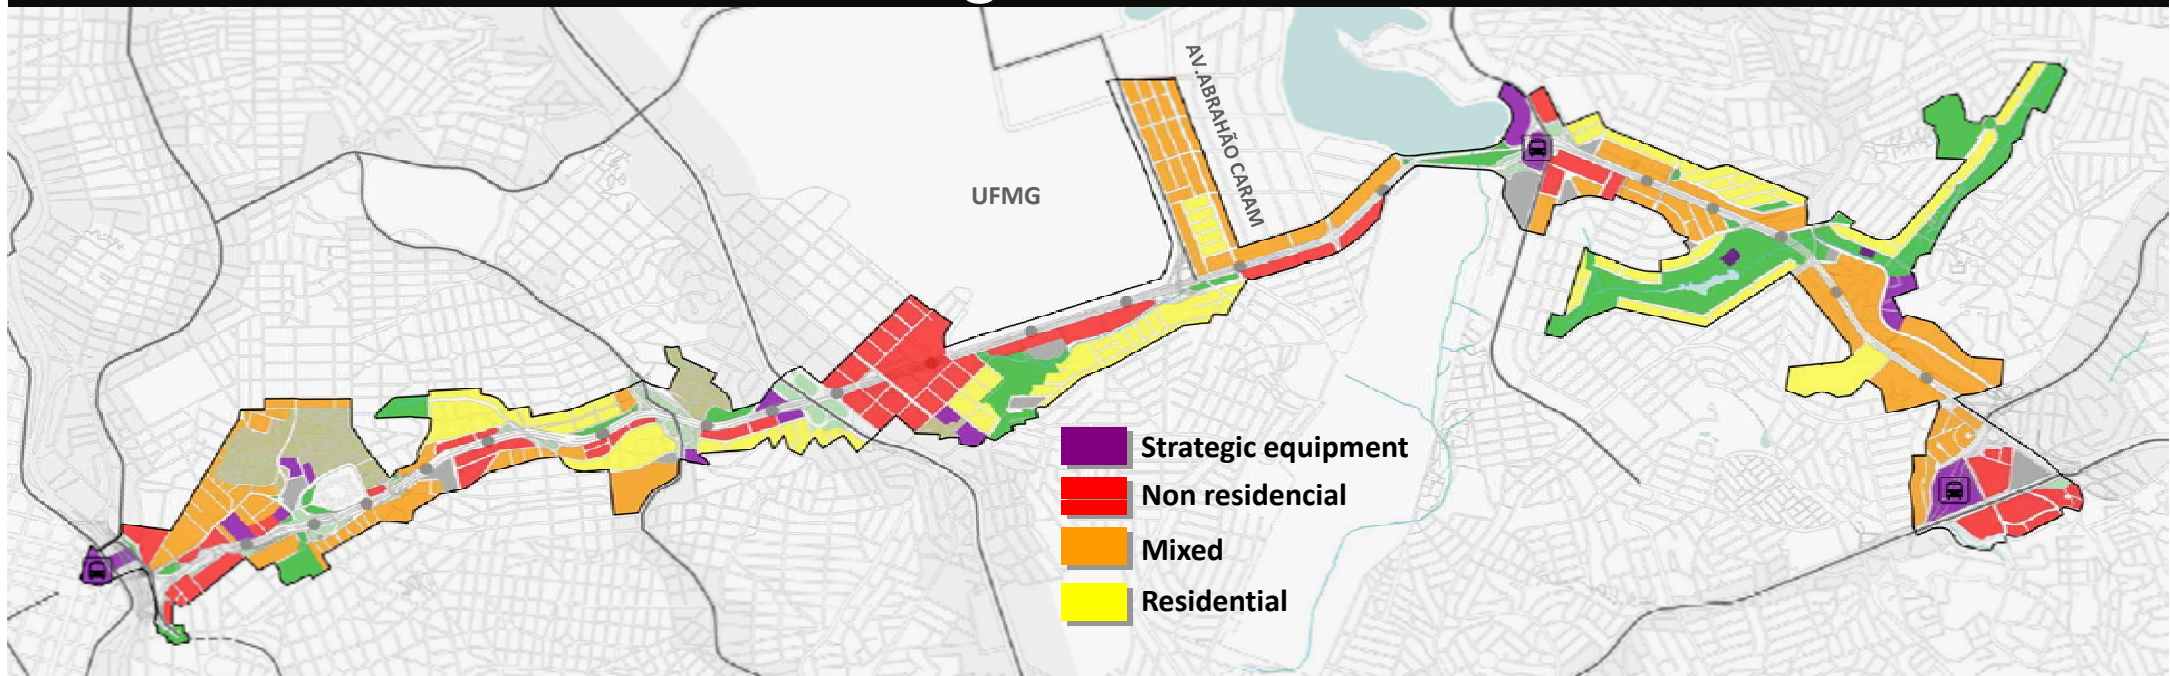 AV.ABRAHÃO CARAM
UFMG
Strategic equipment
Non residencial
Mixed
Residential